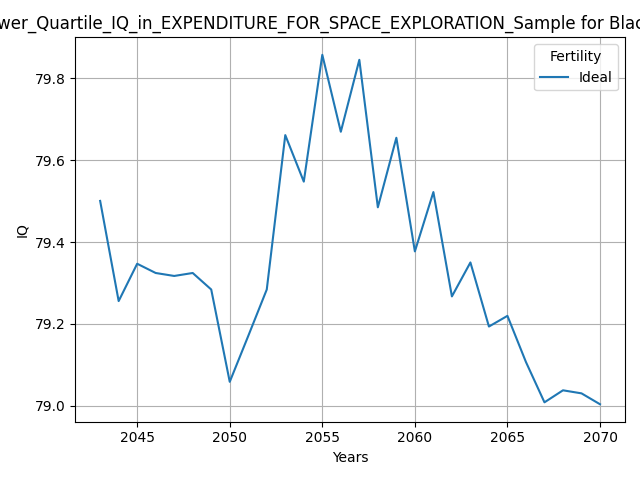 wer_Quartile_IQ_in_EXPENDITURE_FOR_SPACE_EXPLORATION_Sample for Blac
Fertility
Ideal
79.8
79.6
79.4
79.2
79.0
IQ
2045 2050 2055 2060 2065 2070
Years